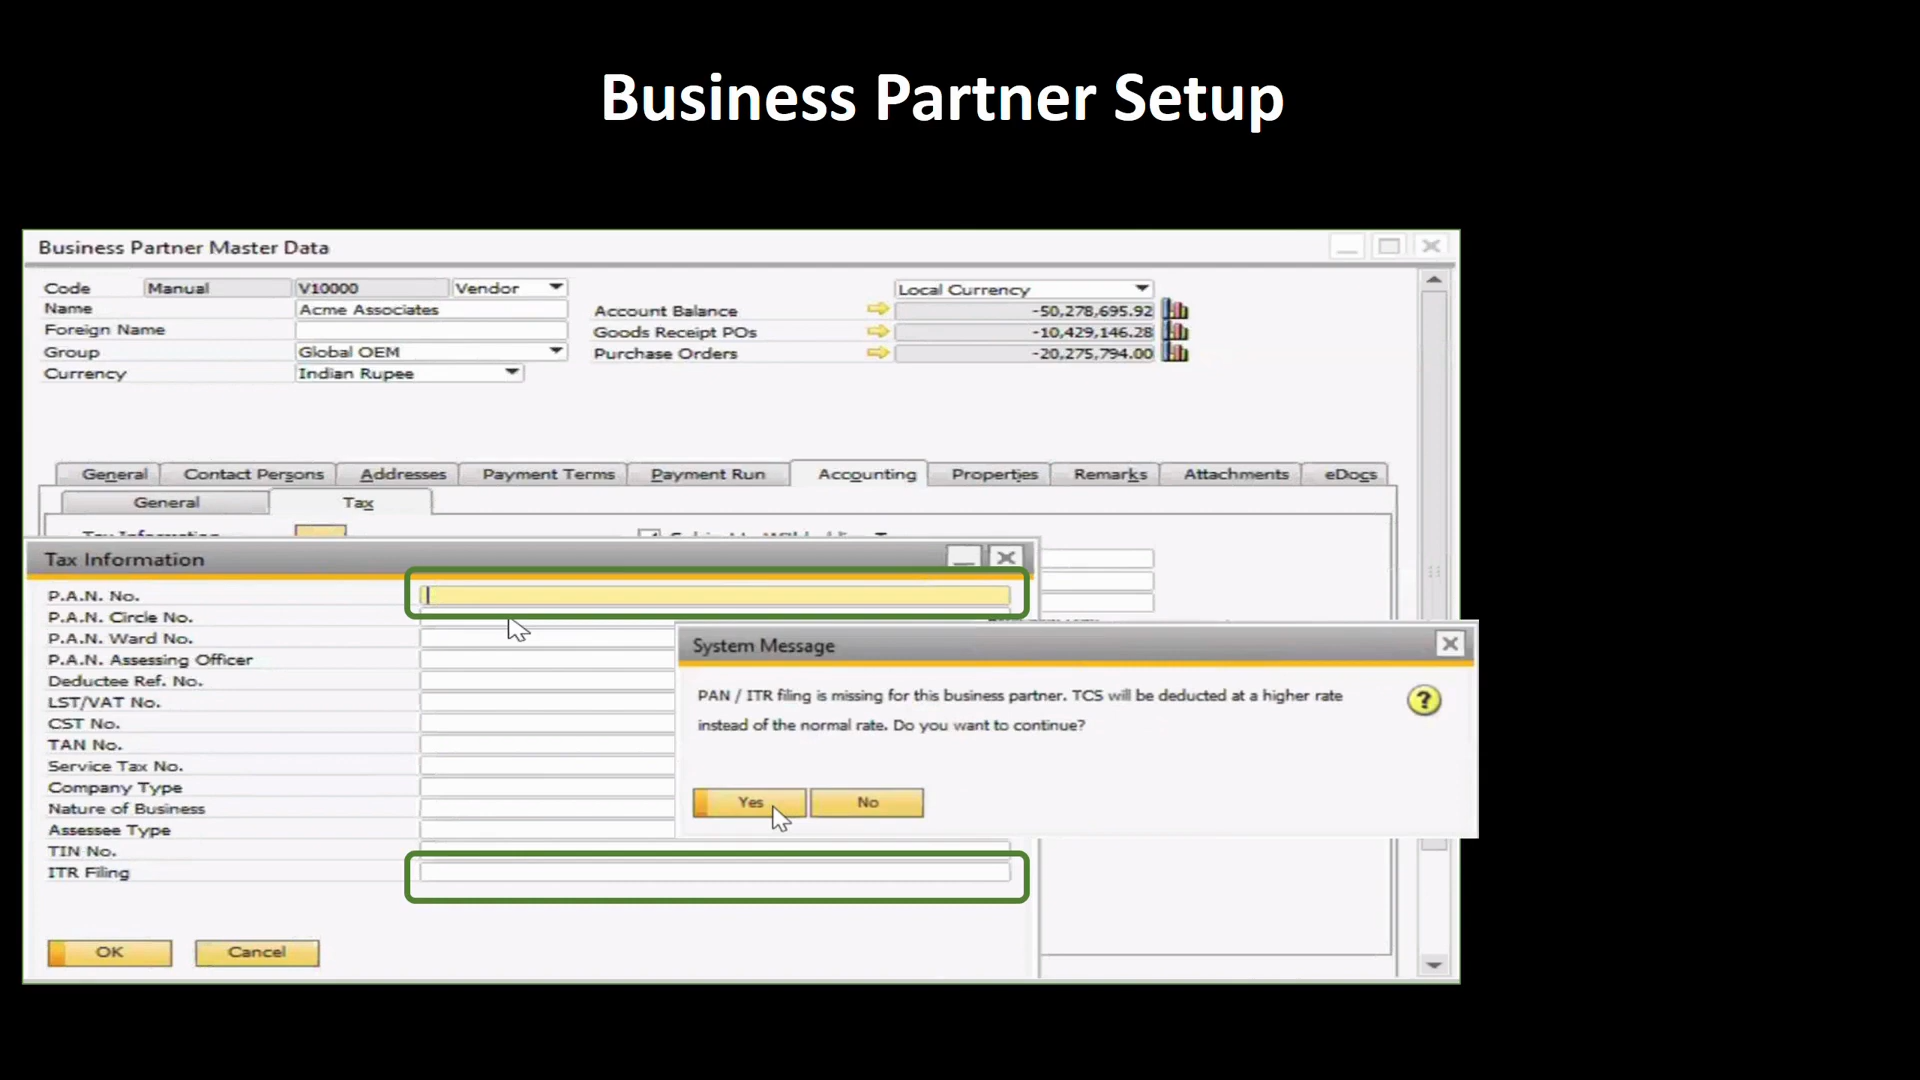 Business Partner Setup
Business Partner Master Data
Code Manual V10000 Vendor
Name Acme Associates
Foreign Name
Group Global OEM
Currency Indian Rupee
Local Currency
Account Balance -50,278,695.92
Goods Receipt POs -10,429,146.28
Purchase Orders -20,275,794.00
General Contact Persons Addresses Payment Terms Payment Run Accounting Properties Remarks Attachments eDocs
General Tax
Tax Information
P.A.N. No.
P.A.N. Circle No.
P.A.N. Ward No.
P.A.N. Assessing Officer
Deductee Ref. No.
LST/VAT No.
CST No.
TAN No.
Service Tax No.
Company Type
Nature of Business
Assessee Type
TIN No.
ITR Filing
OK Cancel
System Message
PAN / ITR filing is missing for this business partner. TCS will be deducted at a higher rate
instead of the normal rate. Do you want to continue?
?
Yes No